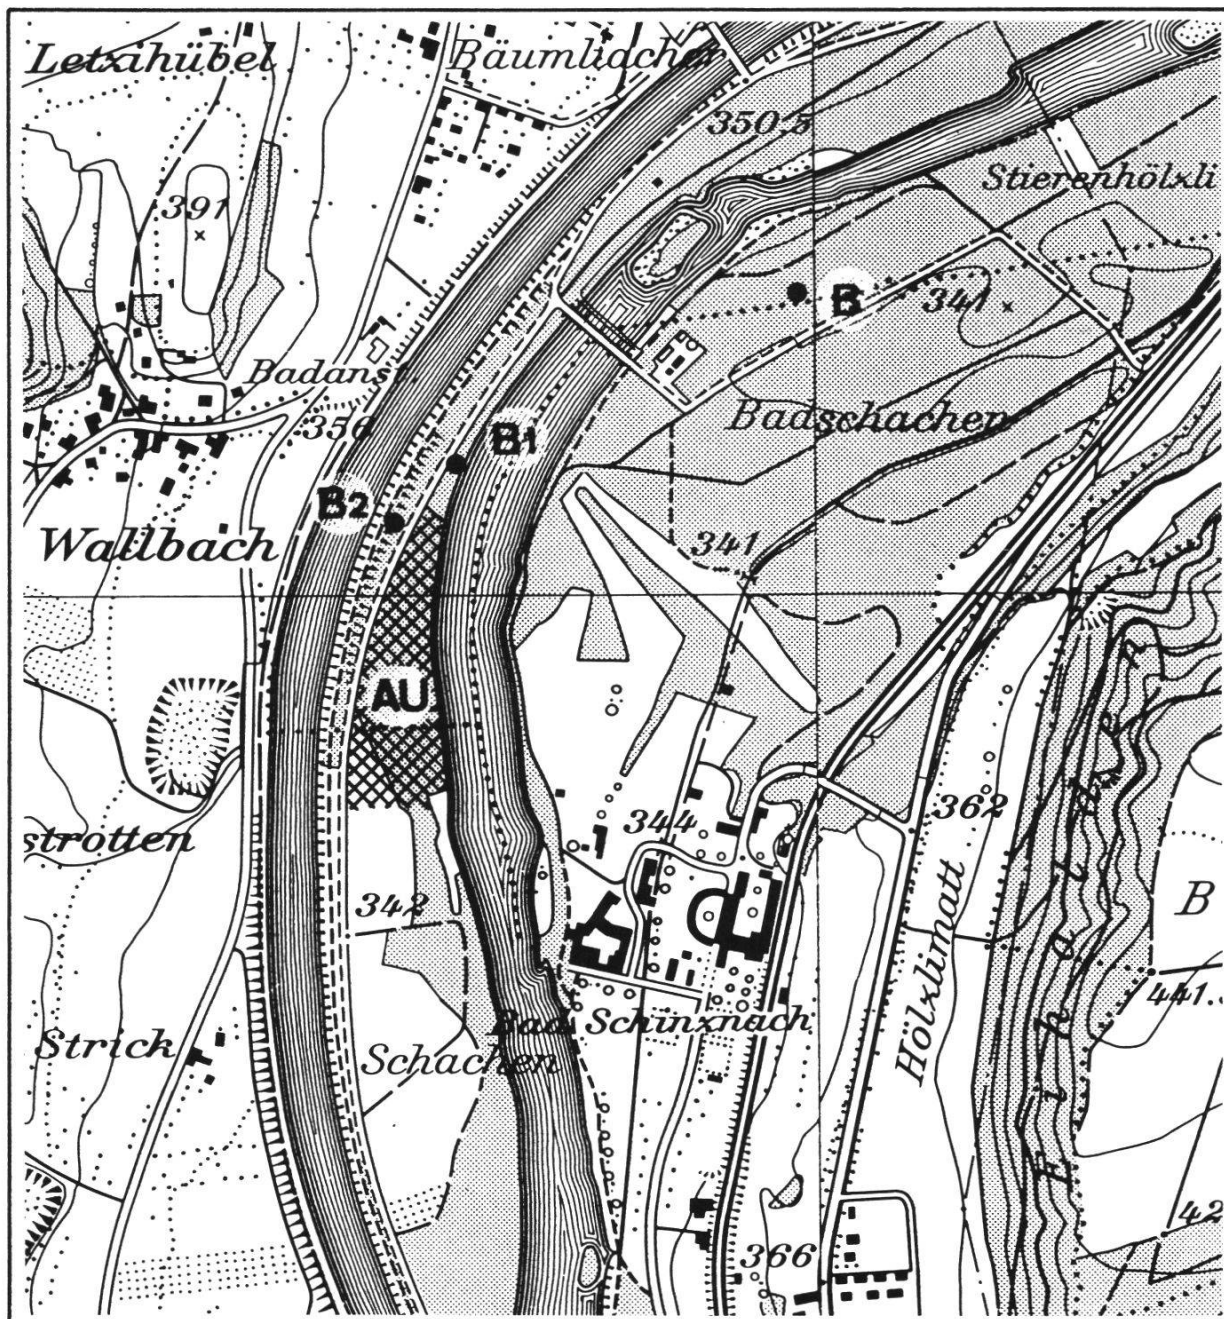 Letzihübel
Bäumliacher
350.5
Stierenhölzli
391
B
341
Badanst.
Badschachen
356
B1
B2
Wallbach
341
AU
strotten
344
362
342
B
Hölzlimatt
441.
Strick
Bad Schinznach
Schachen
42
366